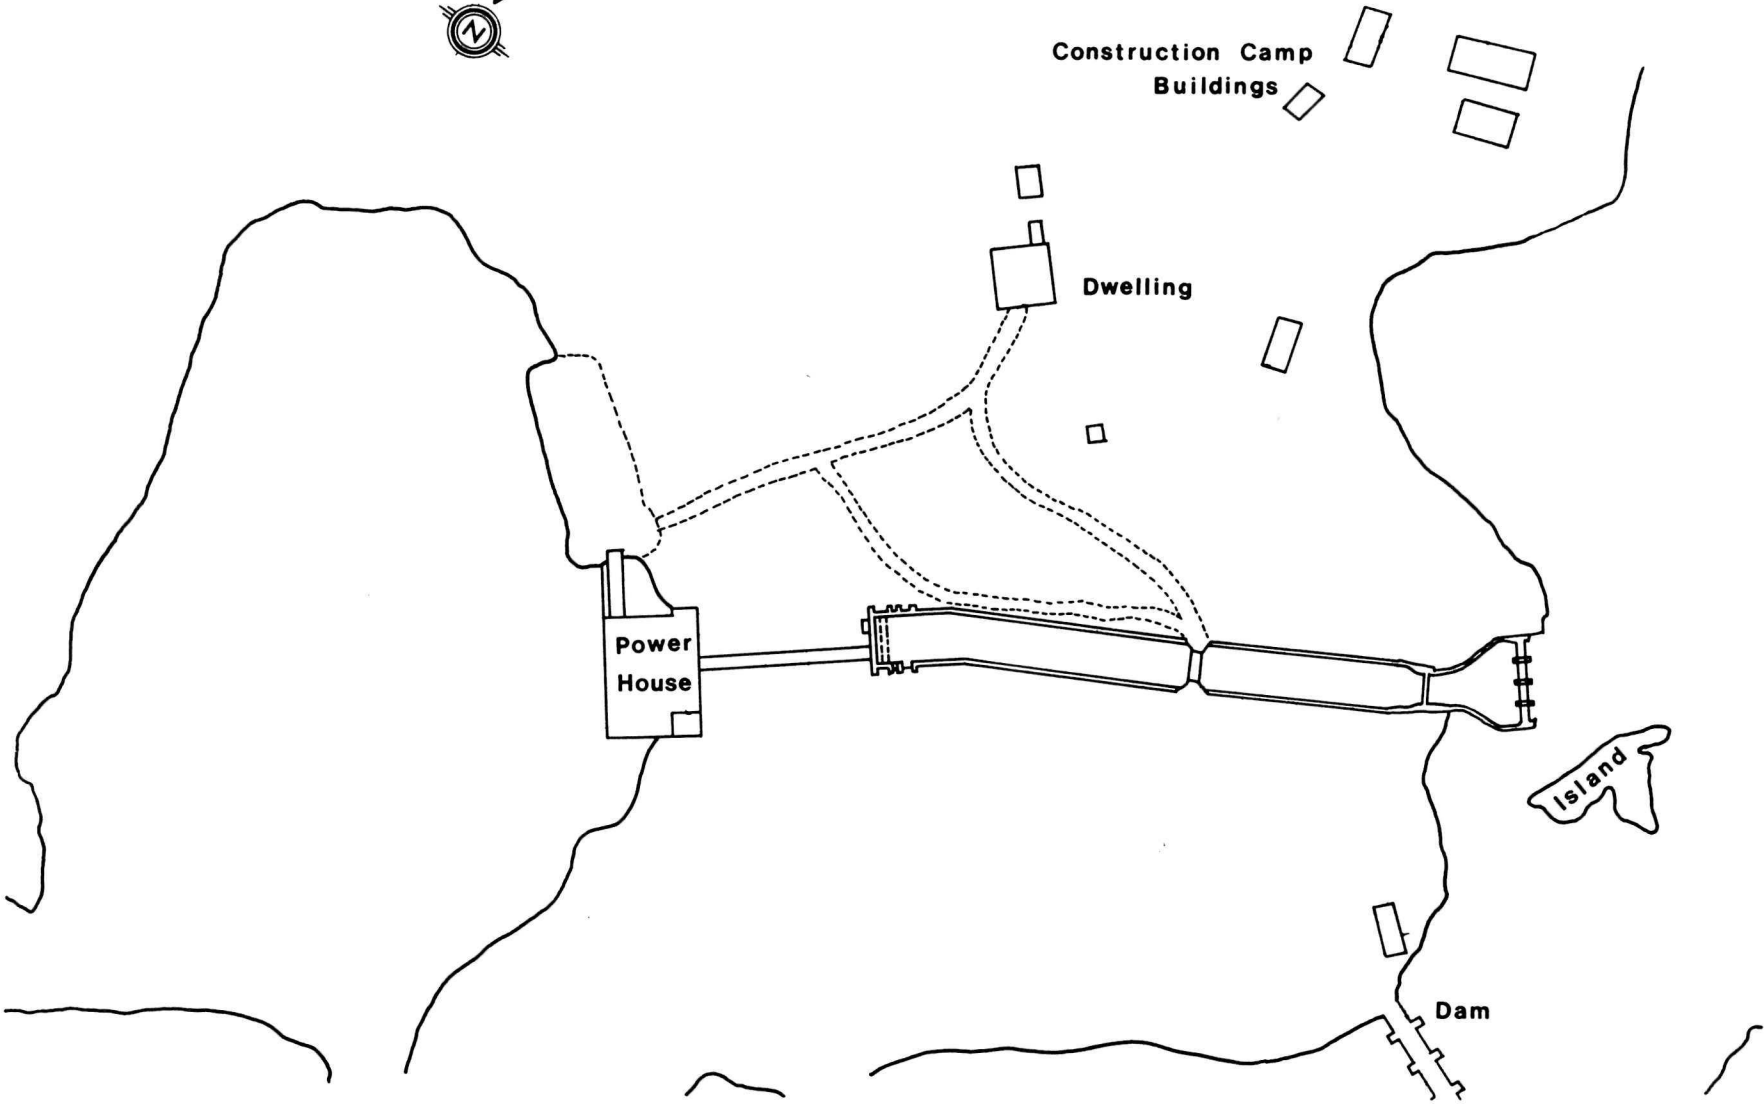 N
Construction Camp
Buildings
Dwelling
Power
House
Island
Dam